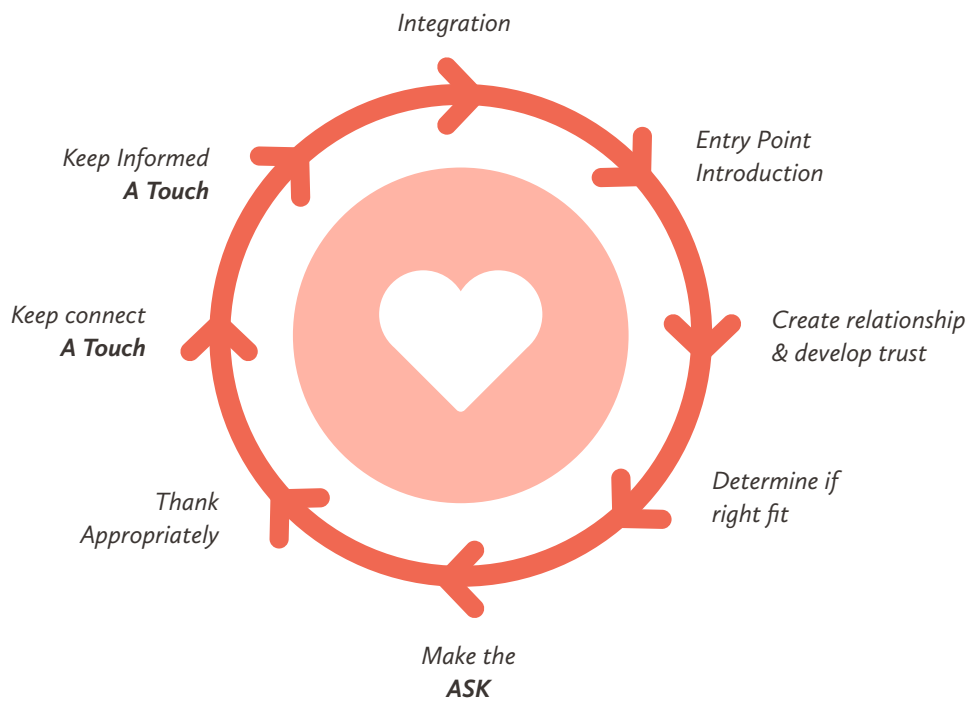 Integration
Entry Point
Introduction
Create relationship
& develop trust
Determine if
right fit
Make the
ASK
Thank
Appropriately
Keep connect
A Touch
Keep Informed
A Touch